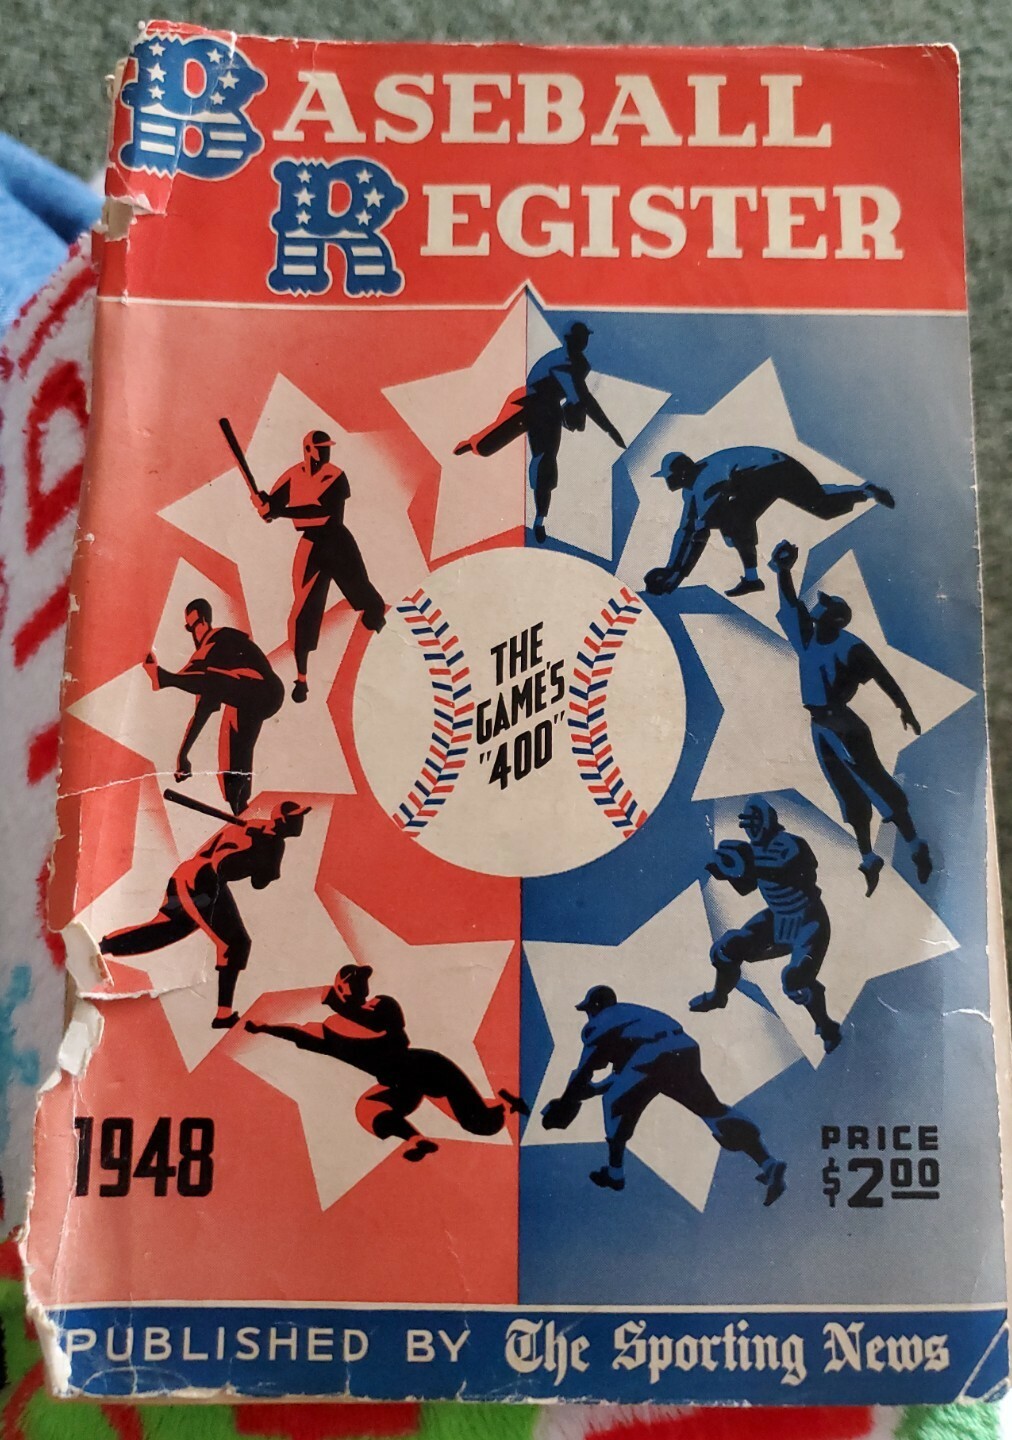 BASEBALL
REGISTER
THE
GAME'S
"400"
1948
PRICE
$2.00
PUBLISHED BY The Sporting News